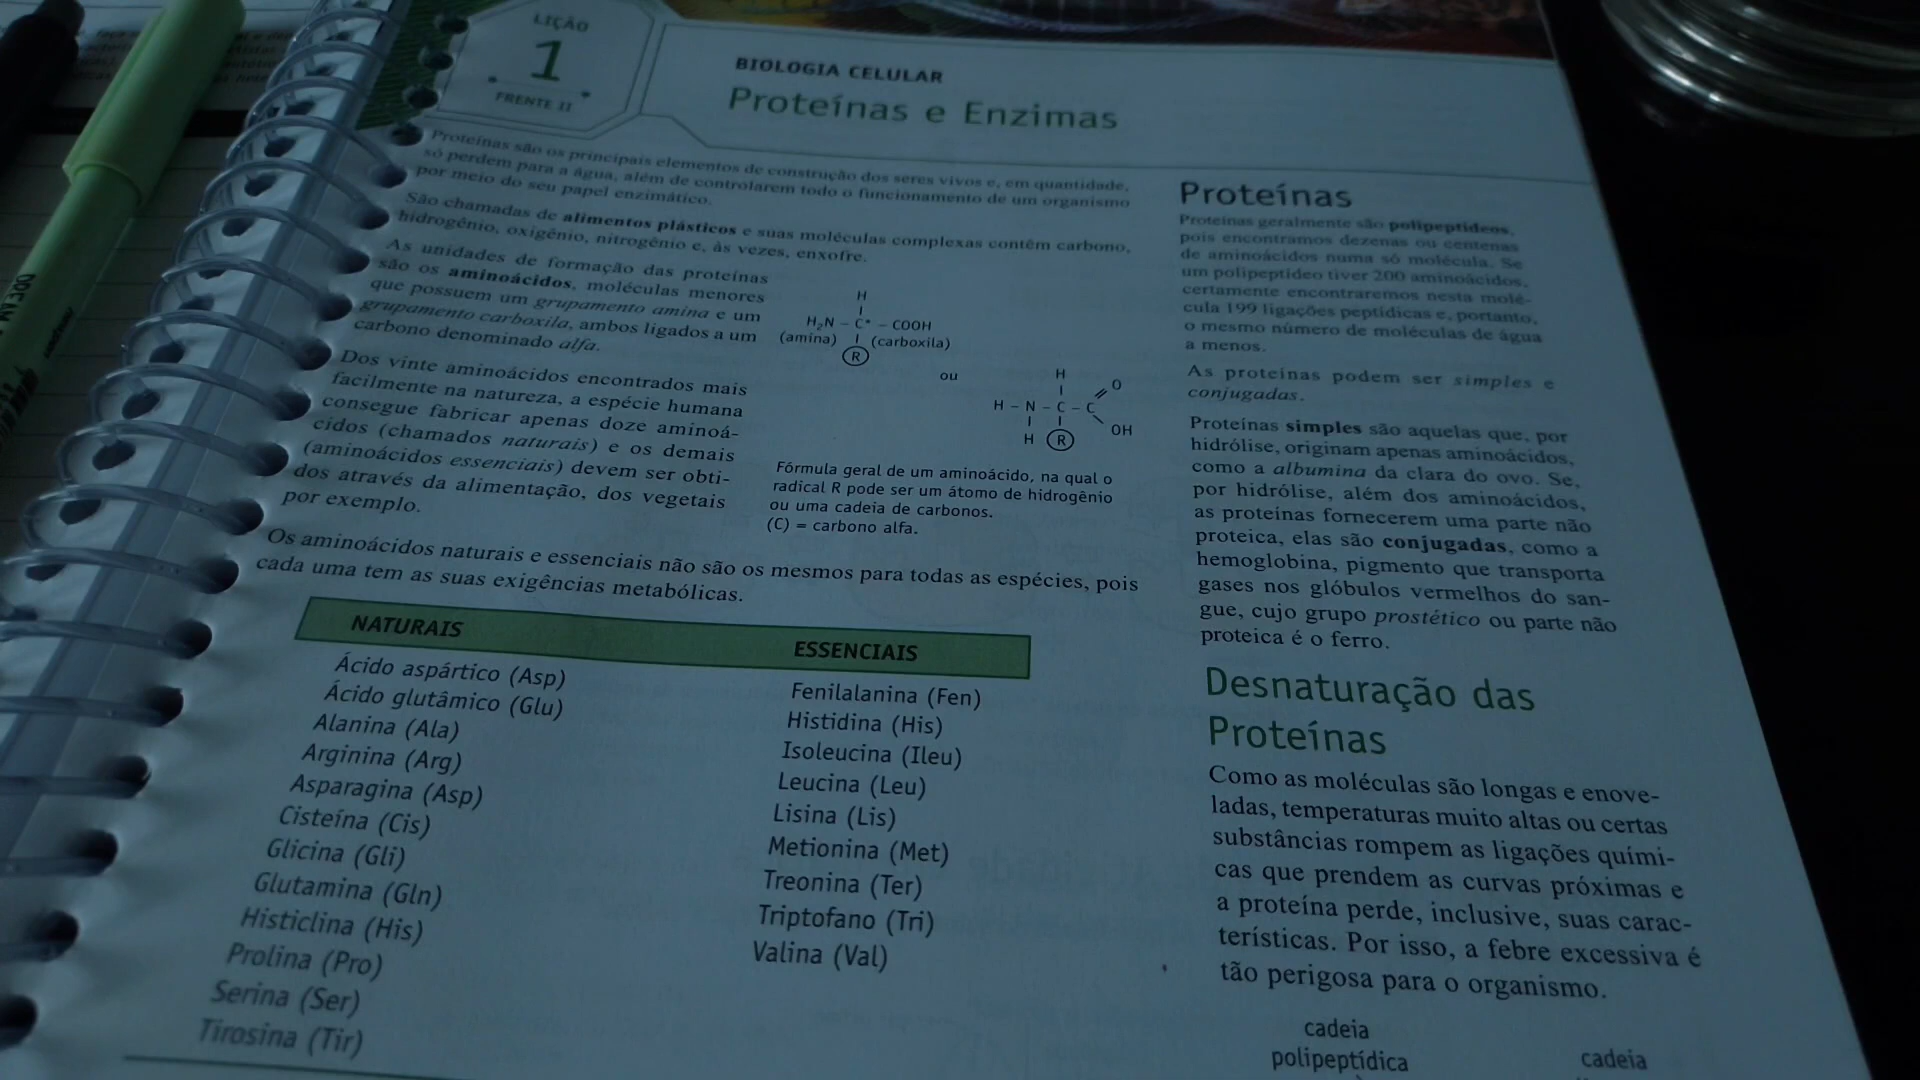 LIÇÃO
1
FRENTE II
BIOLOGIA CELULAR
Proteínas e Enzimas
Proteínas são os principais elementos de construção dos seres vivos e, em quantidade,
só perdem para a água, além de controlarem todo o funcionamento de um organismo
por meio do seu papel enzimático.
São chamadas de alimentos plásticos e suas moléculas complexas contêm carbono,
hidrogênio, oxigênio, nitrogênio e, às vezes, enxofre.
As unidades de formação das proteínas
são os aminoácidos, moléculas menores
que possuem um grupamento amina e um
grupamento carboxila, ambos ligados a um
carbono denominado alfa.
Dos vinte aminoácidos encontrados mais
facilmente na natureza, a espécie humana
consegue fabricar apenas doze aminoá-
cidos (chamados naturais) e os demais
(aminoácidos essenciais) devem ser obti-
dos através da alimentação, dos vegetais
por exemplo.
H
H₂N – C* – COOH
(amina) (carboxila)
R
ou
H O
H – N – C – C
H R OH
Fórmula geral de um aminoácido, na qual o
radical R pode ser um átomo de hidrogênio
ou uma cadeia de carbonos.
(C) = carbono alfa.
Os aminoácidos naturais e essenciais não são os mesmos para todas as espécies, pois
cada uma tem as suas exigências metabólicas.
NATURAIS
Ácido aspártico (Asp)
Ácido glutâmico (Glu)
Alanina (Ala)
Arginina (Arg)
Asparagina (Asp)
Cisteína (Cis)
Glicina (Gli)
Glutamina (Gln)
Histiclina (His)
Prolina (Pro)
Serina (Ser)
Tirosina (Tir)
ESSENCIAIS
Fenilalanina (Fen)
Histidina (His)
Isoleucina (Ileu)
Leucina (Leu)
Lisina (Lis)
Metionina (Met)
Treonina (Ter)
Triptofano (Tri)
Valina (Val)
Proteínas
Proteínas geralmente são polipeptídeos,
pois encontramos dezenas ou centenas
de aminoácidos numa só molécula. Se
um polipeptídeo tiver 200 aminoácidos,
certamente encontraremos nesta molé-
cula 199 ligações peptídicas e, portanto,
o mesmo número de moléculas de água
a menos.
As proteínas podem ser simples e
conjugadas.
Proteínas simples são aquelas que, por
hidrólise, originam apenas aminoácidos,
como a albumina da clara do ovo. Se,
por hidrólise, além dos aminoácidos,
as proteínas fornecerem uma parte não
proteica, elas são conjugadas, como a
hemoglobina, pigmento que transporta
gases nos glóbulos vermelhos do san-
gue, cujo grupo prostético ou parte não
proteica é o ferro.
Desnaturação das
Proteínas
Como as moléculas são longas e enove-
ladas, temperaturas muito altas ou certas
substâncias rompem as ligações quími-
cas que prendem as curvas próximas e
a proteína perde, inclusive, suas carac-
terísticas. Por isso, a febre excessiva é
tão perigosa para o organismo.
cadeia
polipeptídica
cadeia